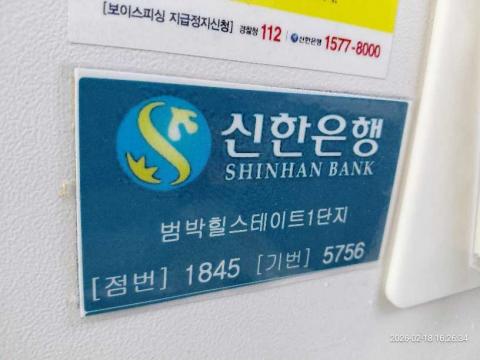 [보이스피싱 지급정지신청] 경찰청 112 | 신한은행 1577-8000
신한은행
SHINHAN BANK
범박힐스테이트1단지
[점번] 1845 [기번] 5756
2026-02-18 16:26:34